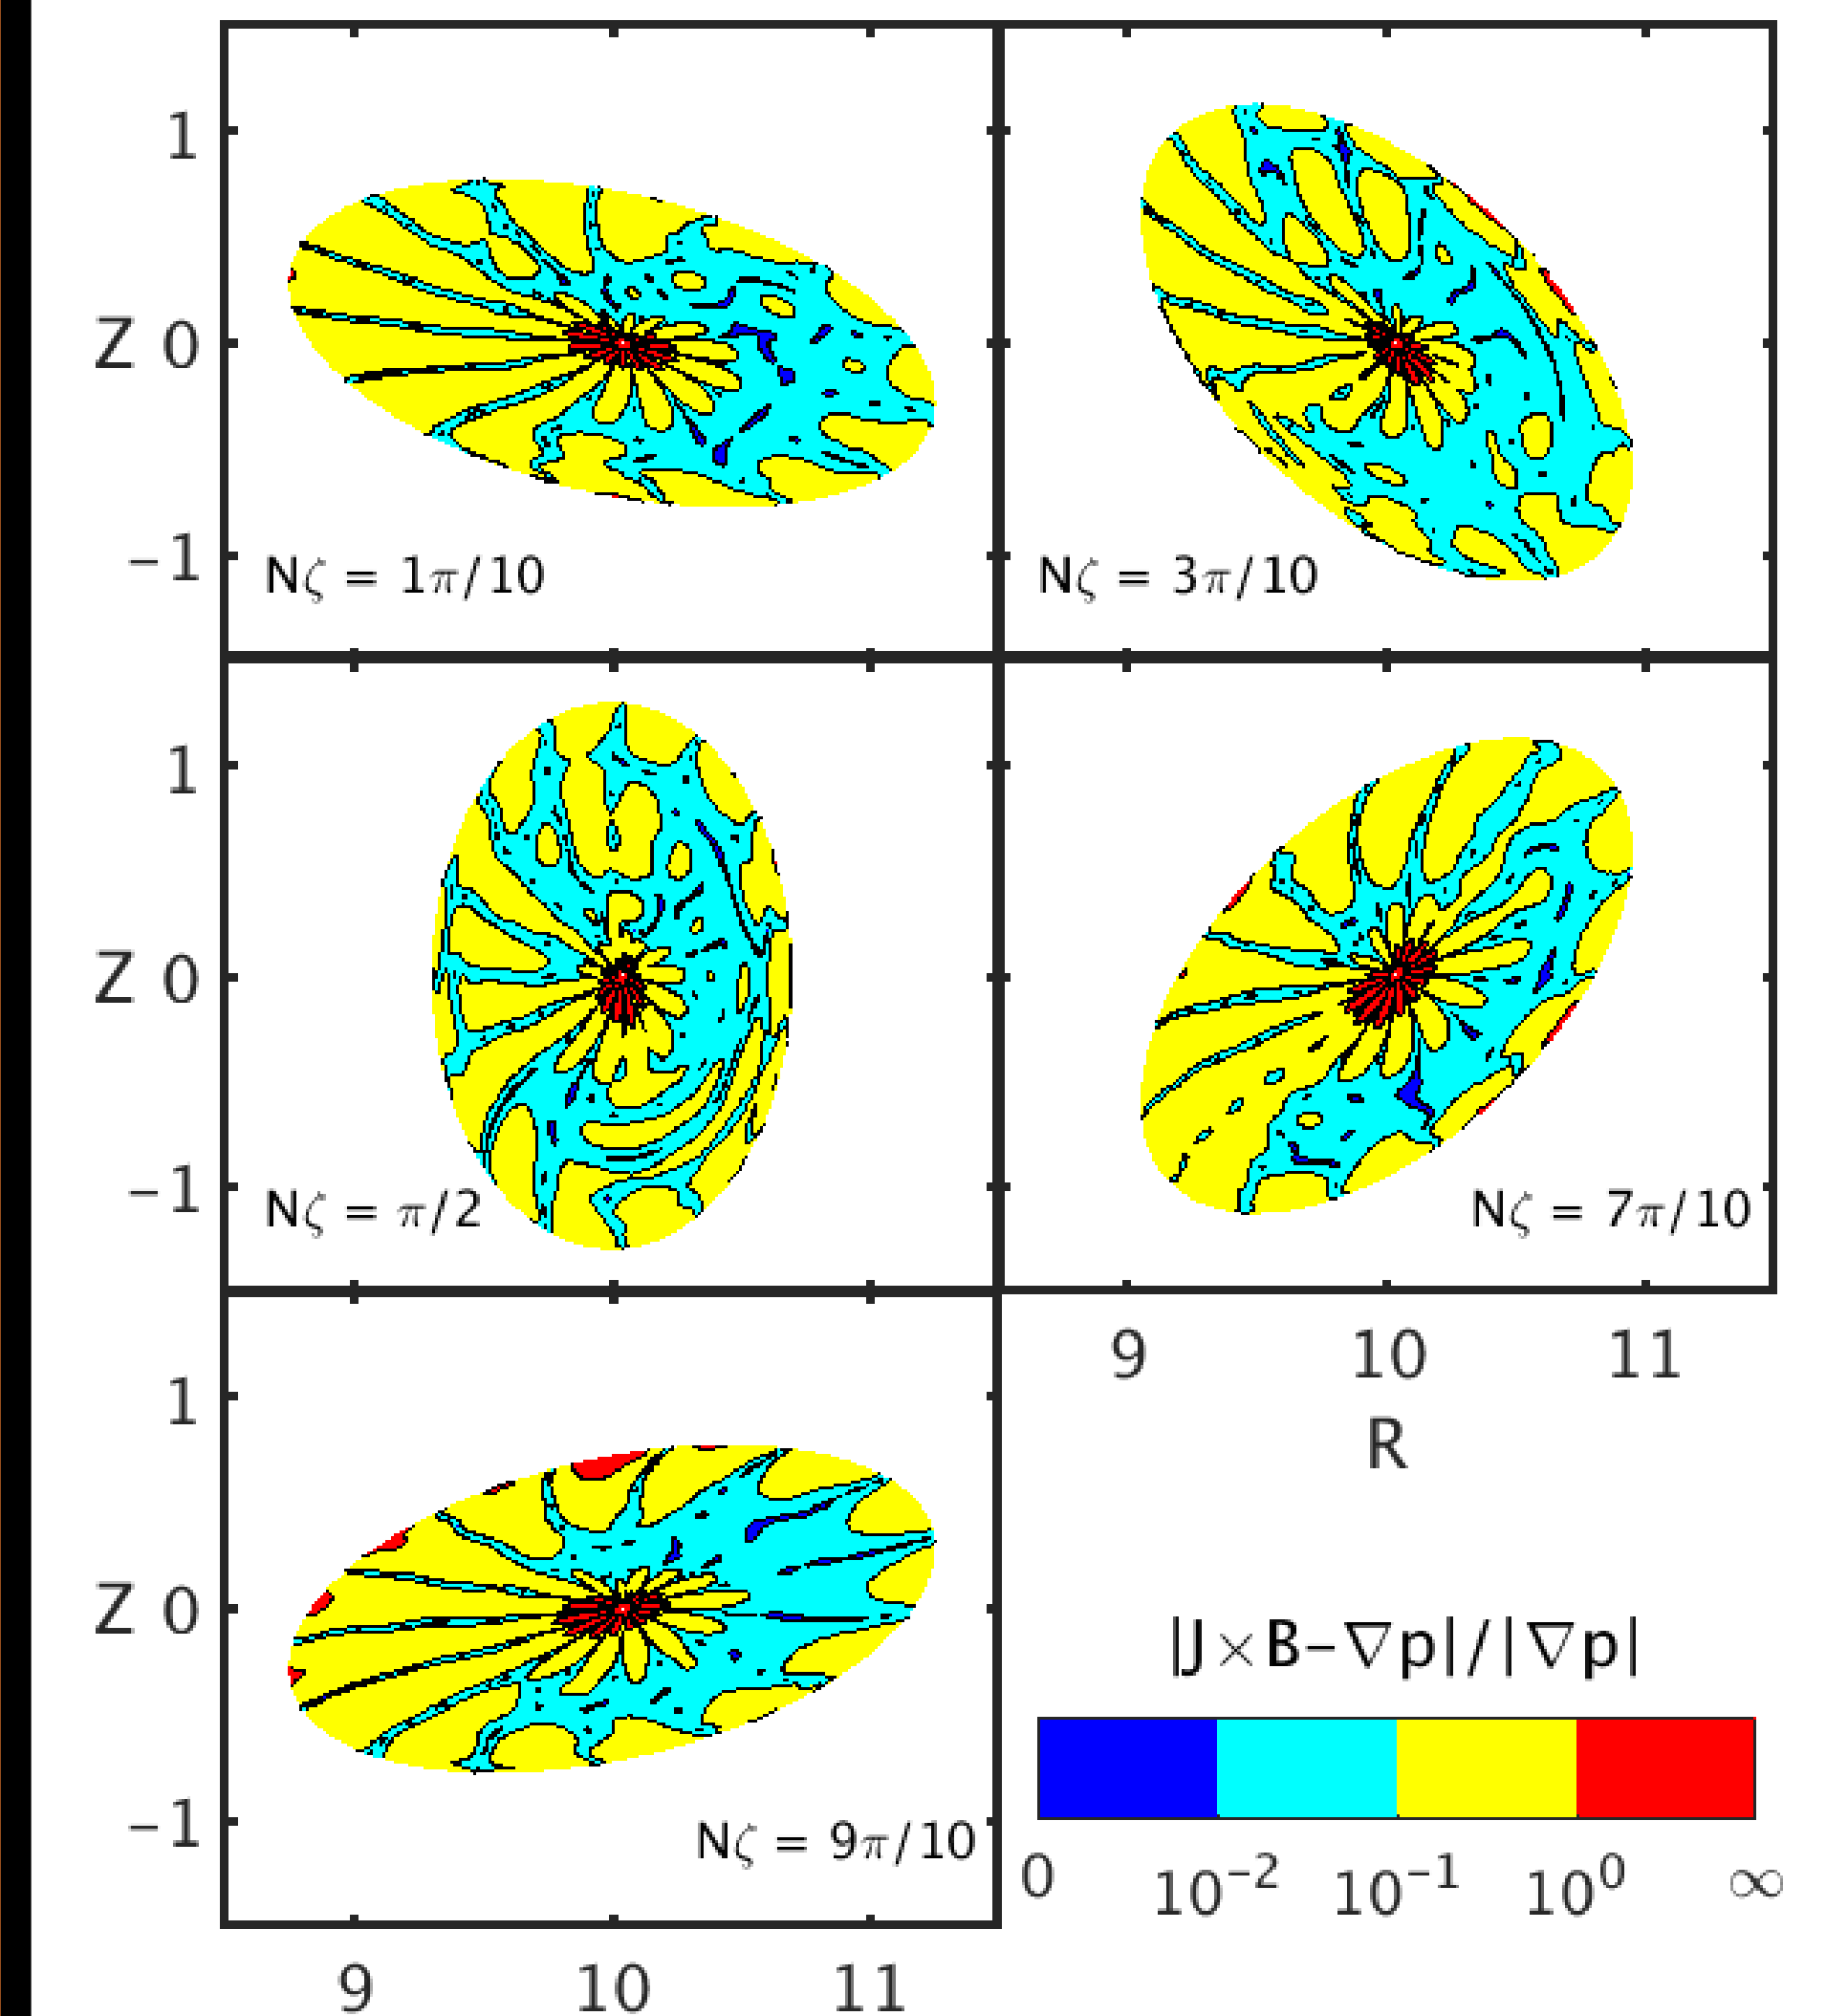 1
Z 0
−1
Nζ = 1π/10
Nζ = 3π/10
1
Z 0
−1
Nζ = π/2
Nζ = 7π/10
9 10 11
R
1
Z 0
−1
Nζ = 9π/10
|J×B−∇p|/|∇p|
0 10⁻² 10⁻¹ 10⁰ ∞
9 10 11